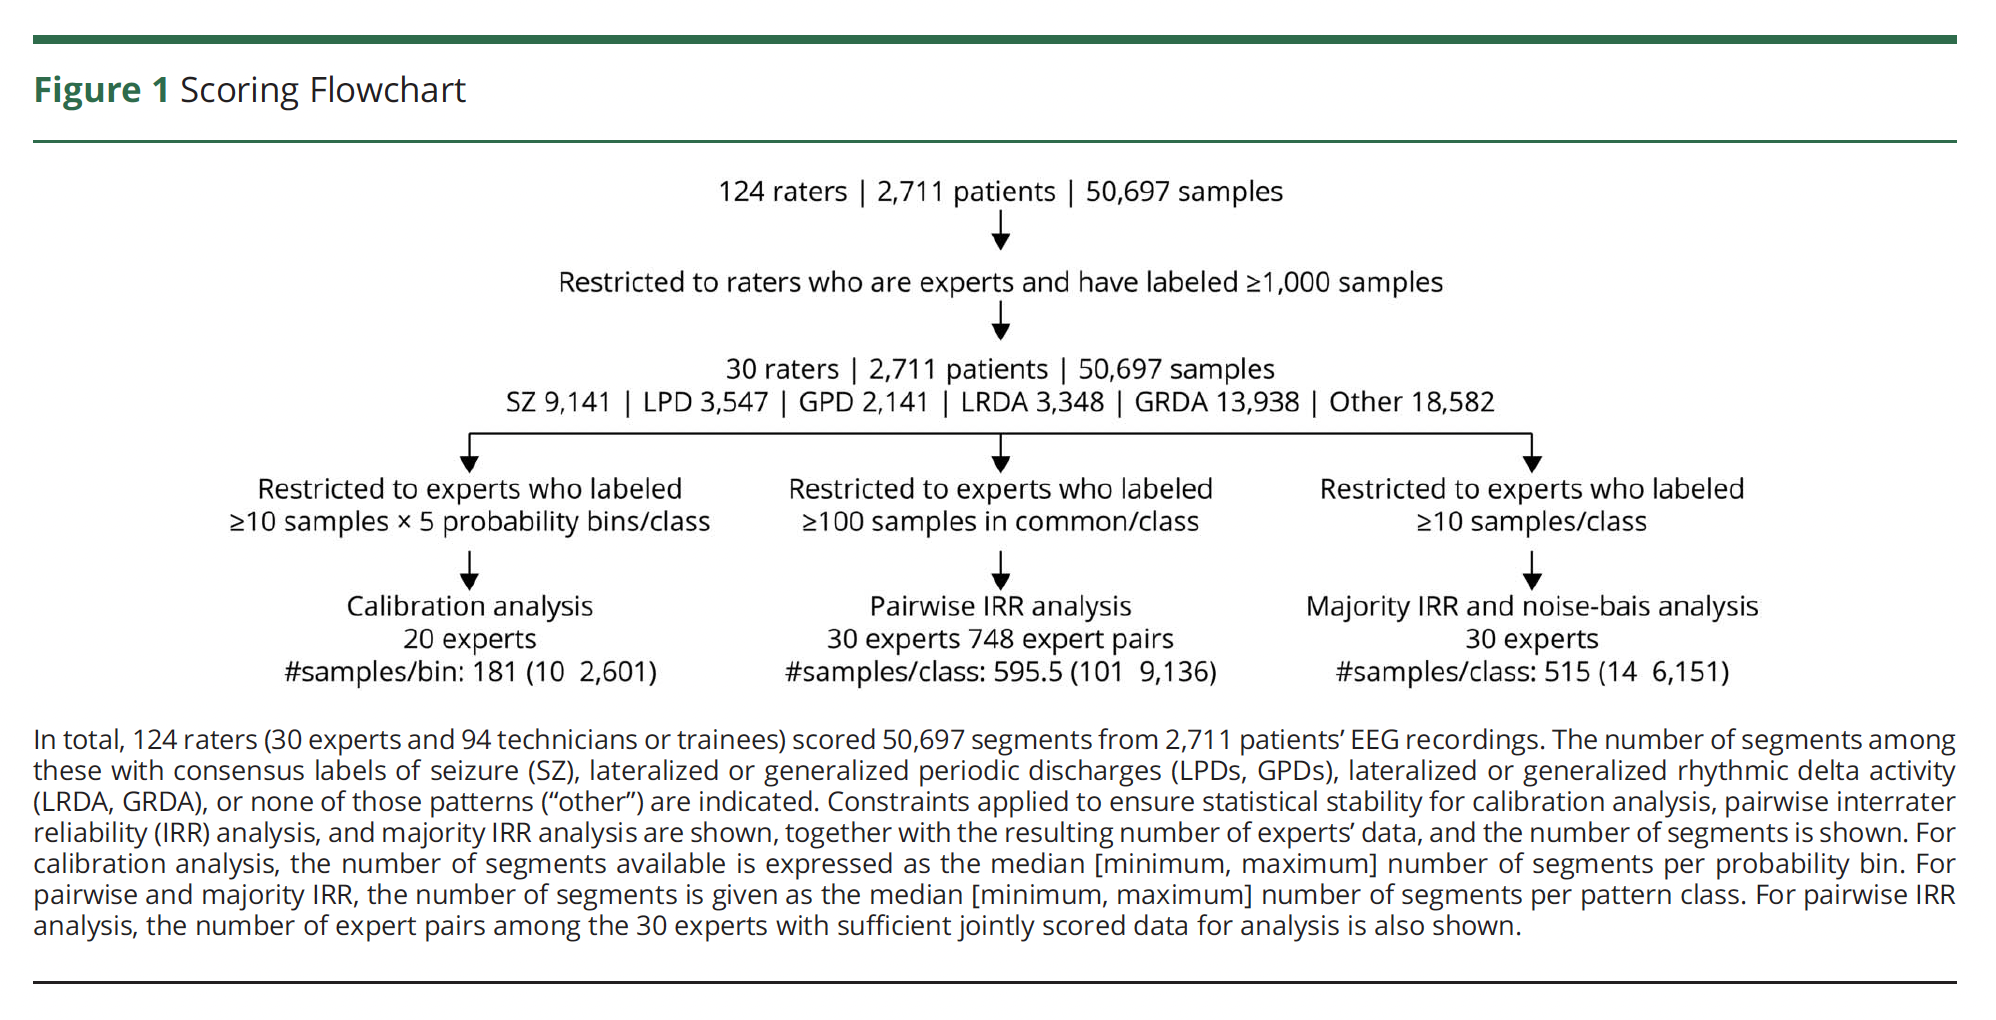 Figure 1 Scoring Flowchart
124 raters | 2,711 patients | 50,697 samples
Restricted to raters who are experts and have labeled ≥1,000 samples
30 raters | 2,711 patients | 50,697 samples
SZ 9,141 | LPD 3,547 | GPD 2,141 | LRDA 3,348 | GRDA 13,938 | Other 18,582
Restricted to experts who labeled
≥10 samples × 5 probability bins/class
Calibration analysis
20 experts
#samples/bin: 181 (10 2,601)
Restricted to experts who labeled
≥100 samples in common/class
Pairwise IRR analysis
30 experts 748 expert pairs
#samples/class: 595.5 (101 9,136)
Restricted to experts who labeled
≥10 samples/class
Majority IRR and noise-bais analysis
30 experts
#samples/class: 515 (14 6,151)
In total, 124 raters (30 experts and 94 technicians or trainees) scored 50,697 segments from 2,711 patients’ EEG recordings. The number of segments among
these with consensus labels of seizure (SZ), lateralized or generalized periodic discharges (LPDs, GPDs), lateralized or generalized rhythmic delta activity
(LRDA, GRDA), or none of those patterns (“other”) are indicated. Constraints applied to ensure statistical stability for calibration analysis, pairwise interrater
reliability (IRR) analysis, and majority IRR analysis are shown, together with the resulting number of experts’ data, and the number of segments is shown. For
calibration analysis, the number of segments available is expressed as the median [minimum, maximum] number of segments per probability bin. For
pairwise and majority IRR, the number of segments is given as the median [minimum, maximum] number of segments per pattern class. For pairwise IRR
analysis, the number of expert pairs among the 30 experts with sufficient jointly scored data for analysis is also shown.